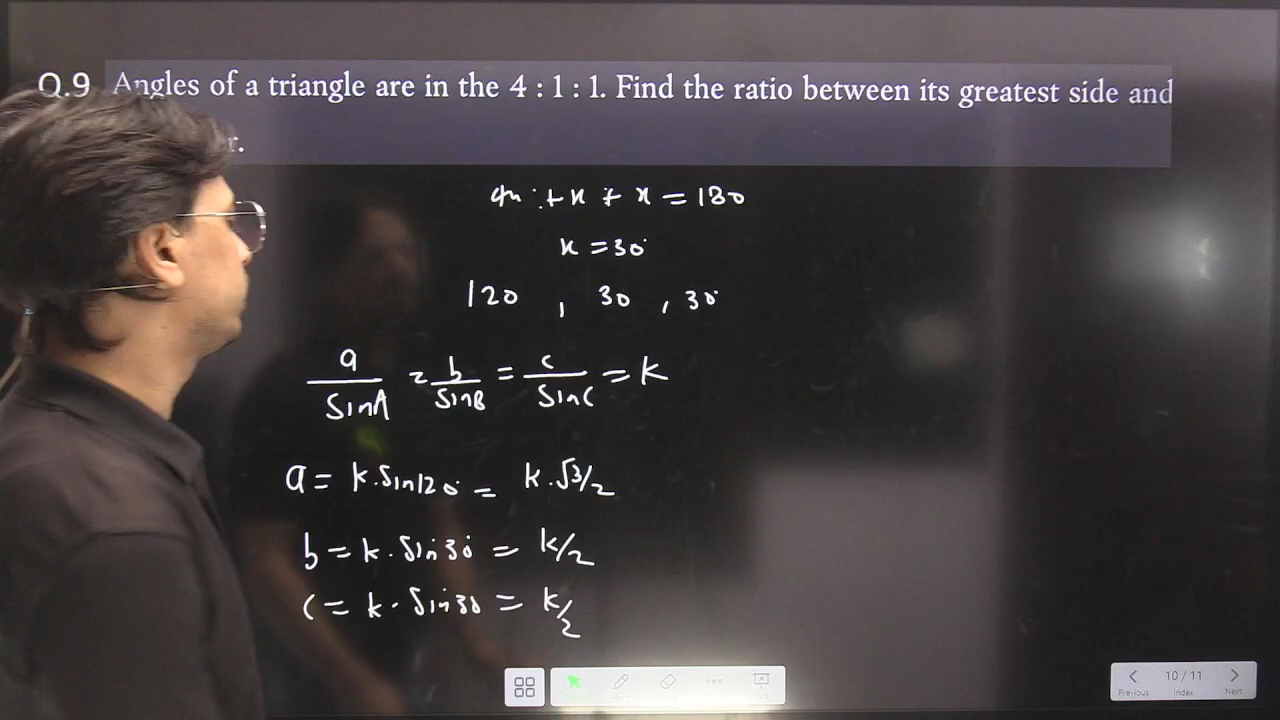 Q.9 Angles of a triangle are in the 4 : 1 : 1. Find the ratio between its greatest side and
r.
4x + x + x = 180
x = 30°
120 , 30 , 30°
a/SinA = b/SinB = c/SinC = k
a = k.Sin120 = k.√3/2
b = k.Sin30 = k/2
c = k.Sin30 = k/2
10 / 11
Previous Index Next